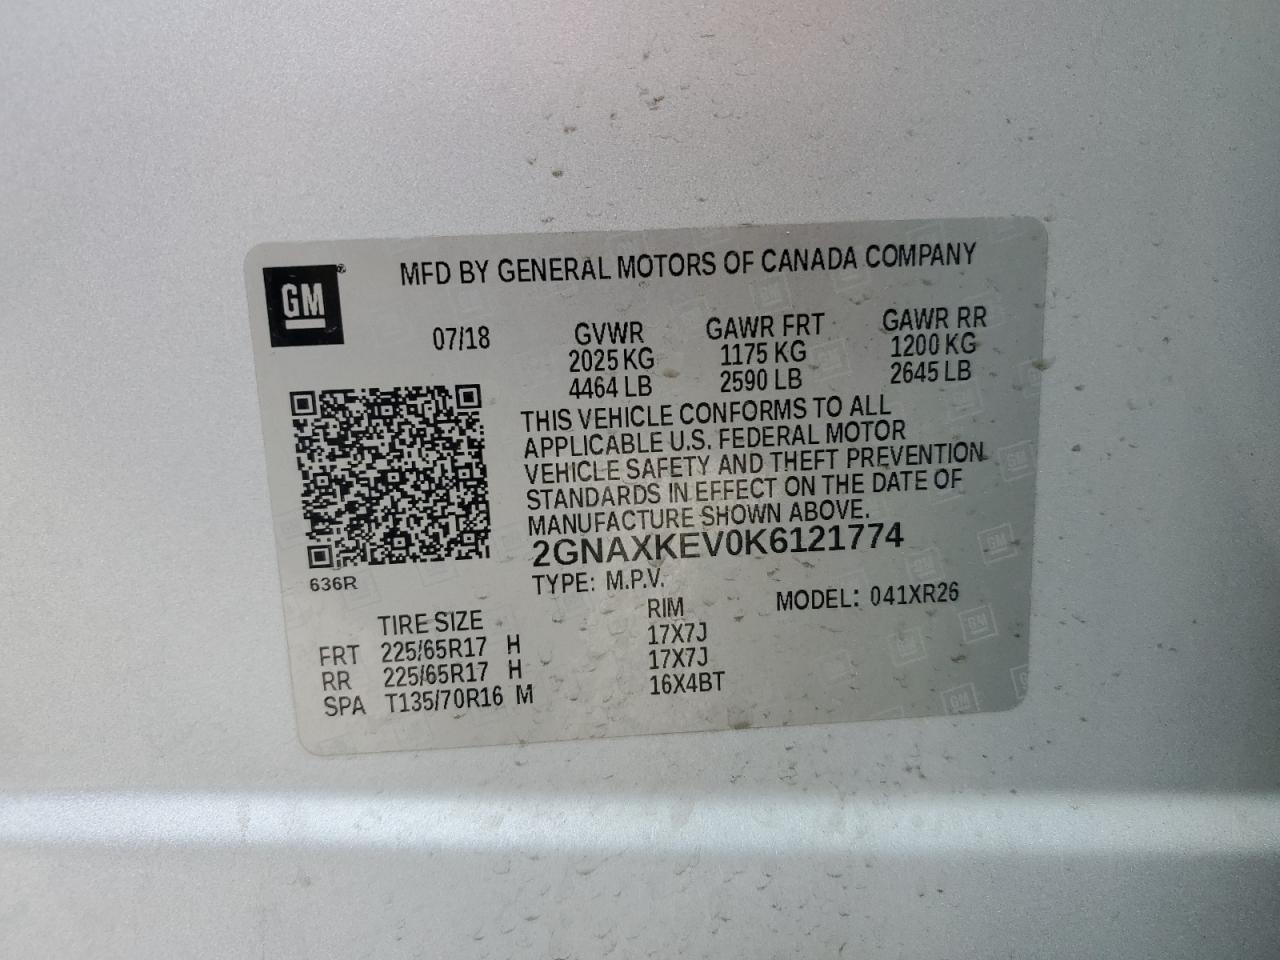 GM
MFD BY GENERAL MOTORS OF CANADA COMPANY
07/18 GVWR GAWR FRT GAWR RR
2025 KG 1175 KG 1200 KG
4464 LB 2590 LB 2645 LB
THIS VEHICLE CONFORMS TO ALL
APPLICABLE U.S. FEDERAL MOTOR
VEHICLE SAFETY AND THEFT PREVENTION
STANDARDS IN EFFECT ON THE DATE OF
MANUFACTURE SHOWN ABOVE.
2GNAXKEV0K6121774
636R
TYPE: M.P.V. MODEL: 041XR26
TIRE SIZE RIM
FRT 225/65R17 H 17X7J
RR 225/65R17 H 17X7J
SPA T135/70R16 M 16X4BT